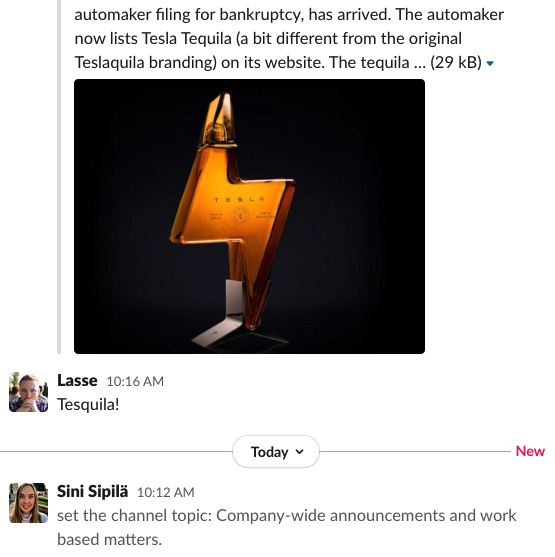 automaker filing for bankruptcy, has arrived. The automaker
now lists Tesla Tequila (a bit different from the original
Teslaquila branding) on its website. The tequila ... (29 kB)
TESLA
Lasse 10:16 AM
Tesquila!
Today
New
Sini Sipilä 10:12 AM
set the channel topic: Company-wide announcements and work
based matters.